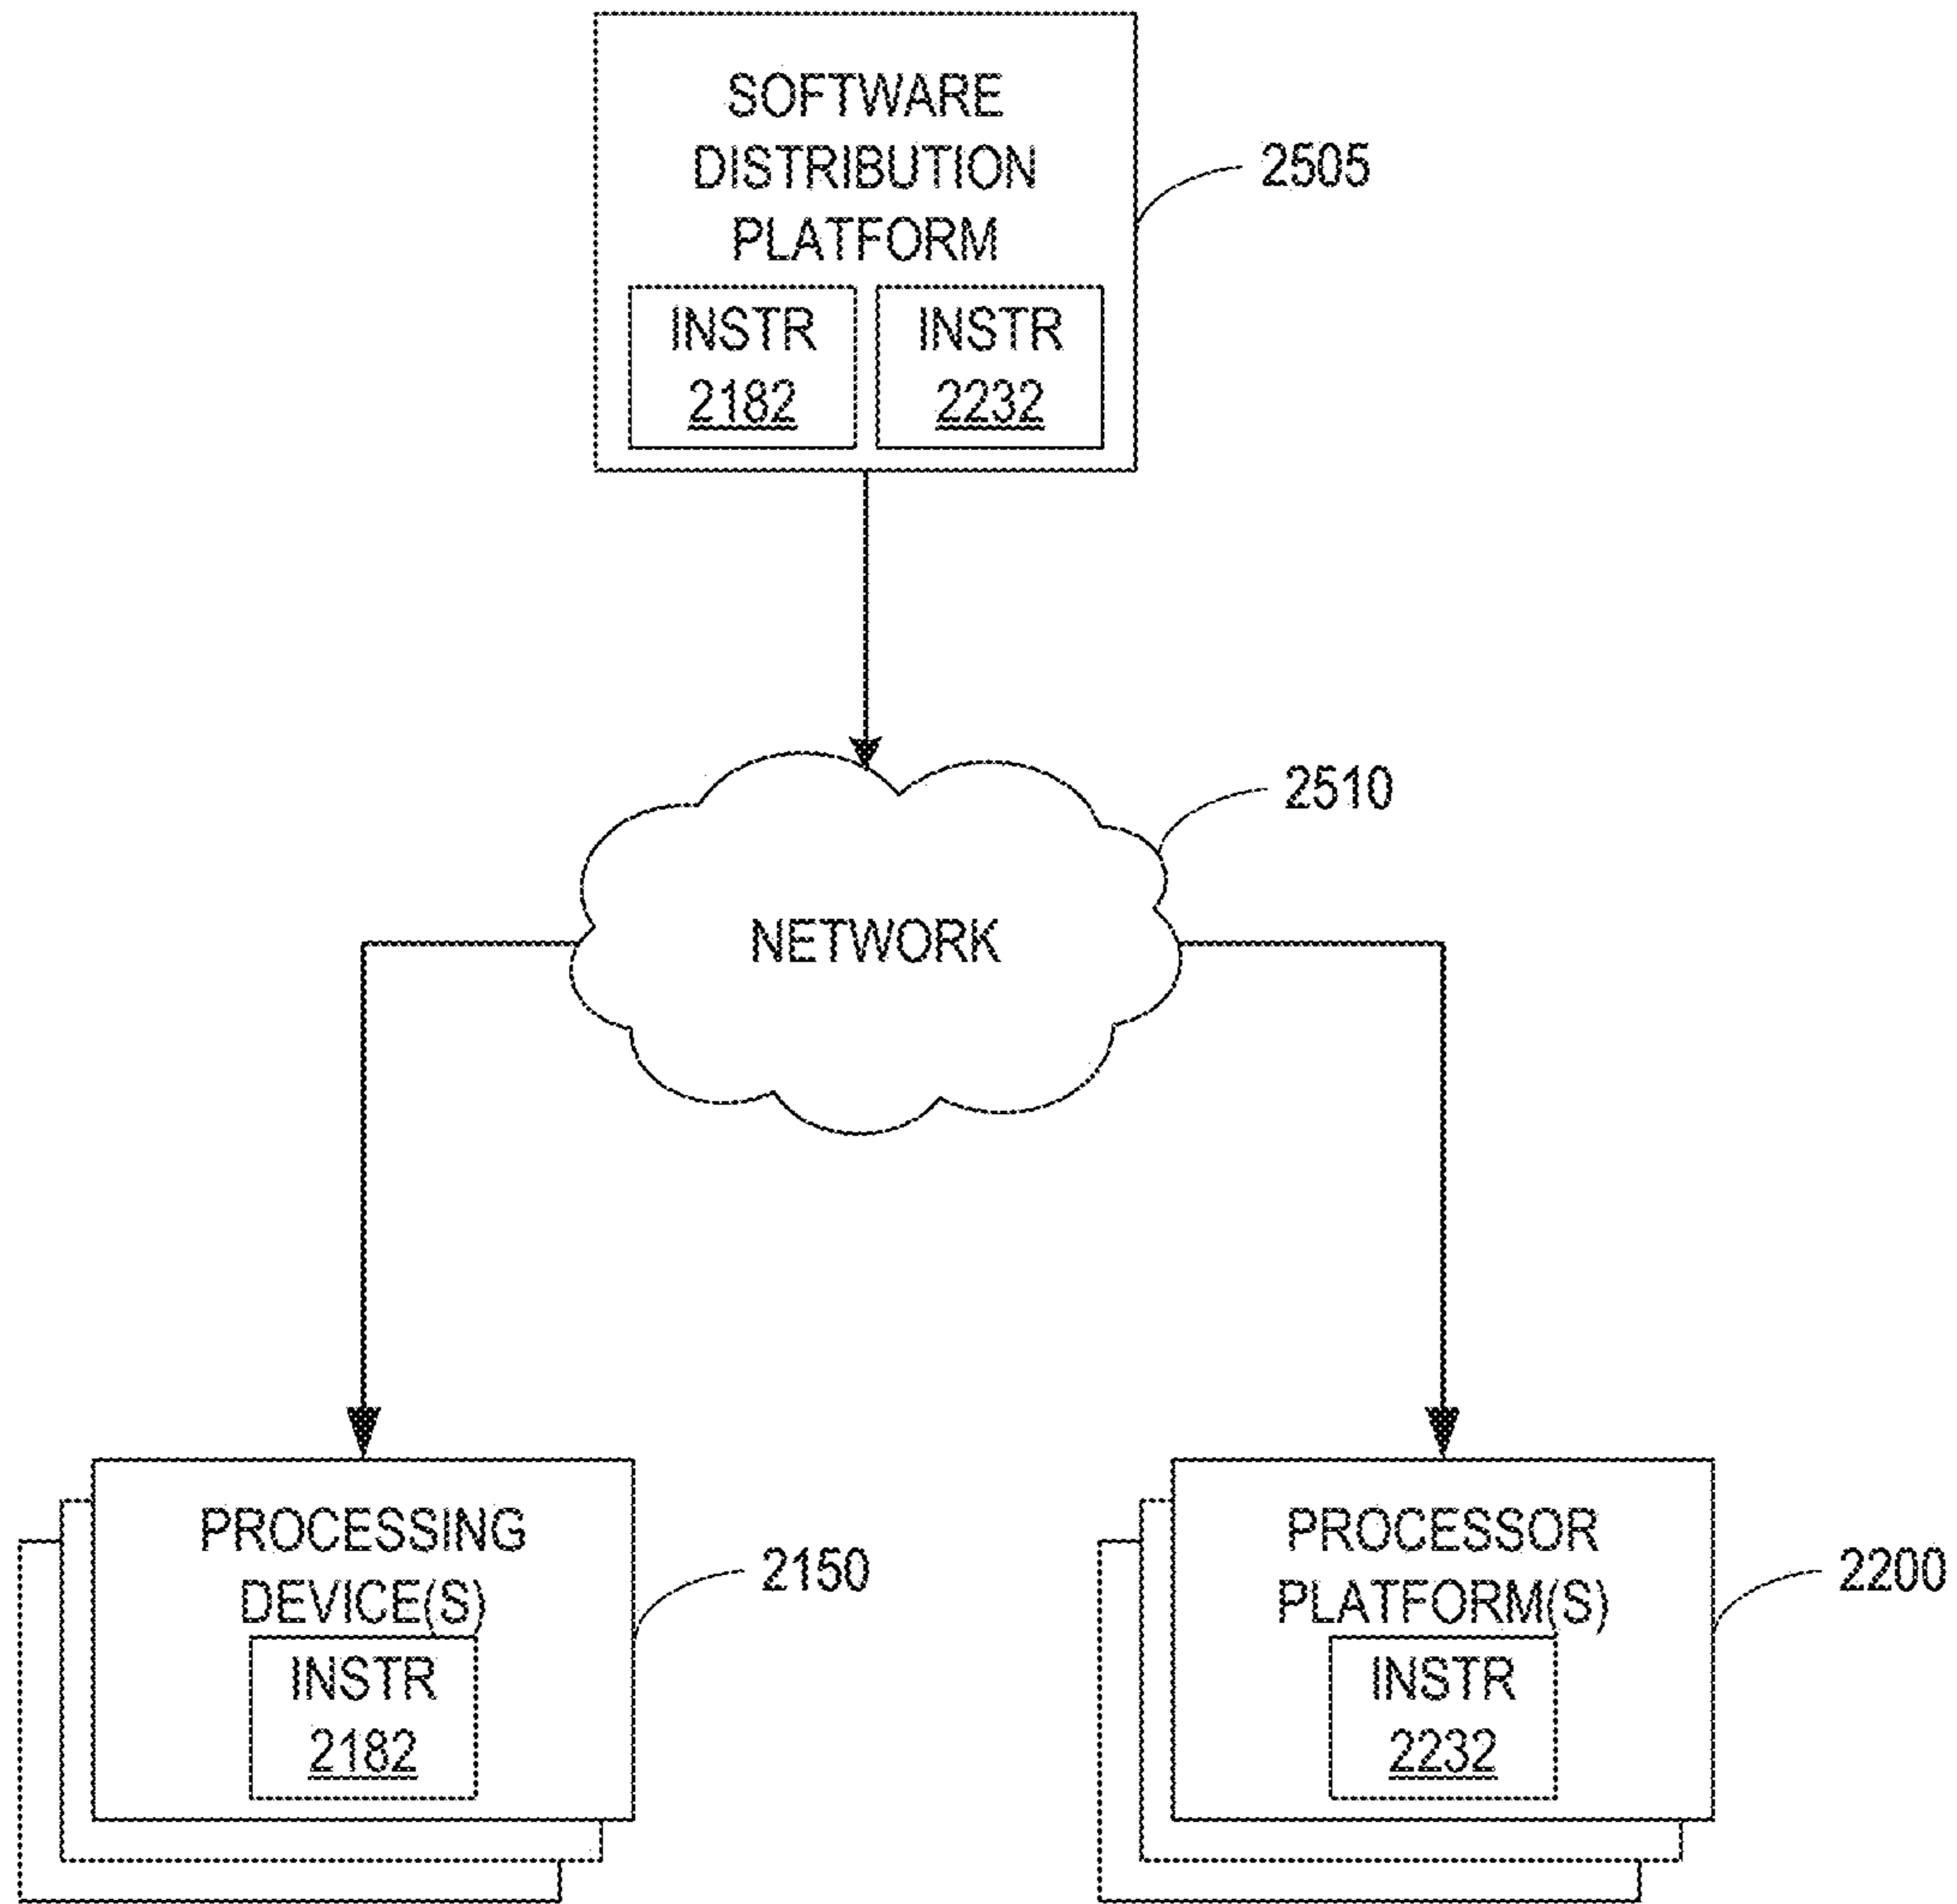 SOFTWARE
DISTRIBUTION
PLATFORM
2505
INSTR
2182
INSTR
2232
2510
NETWORK
PROCESSING
DEVICE(S)
2150
INSTR
2182
PROCESSOR
PLATFORM(S)
2200
INSTR
2232